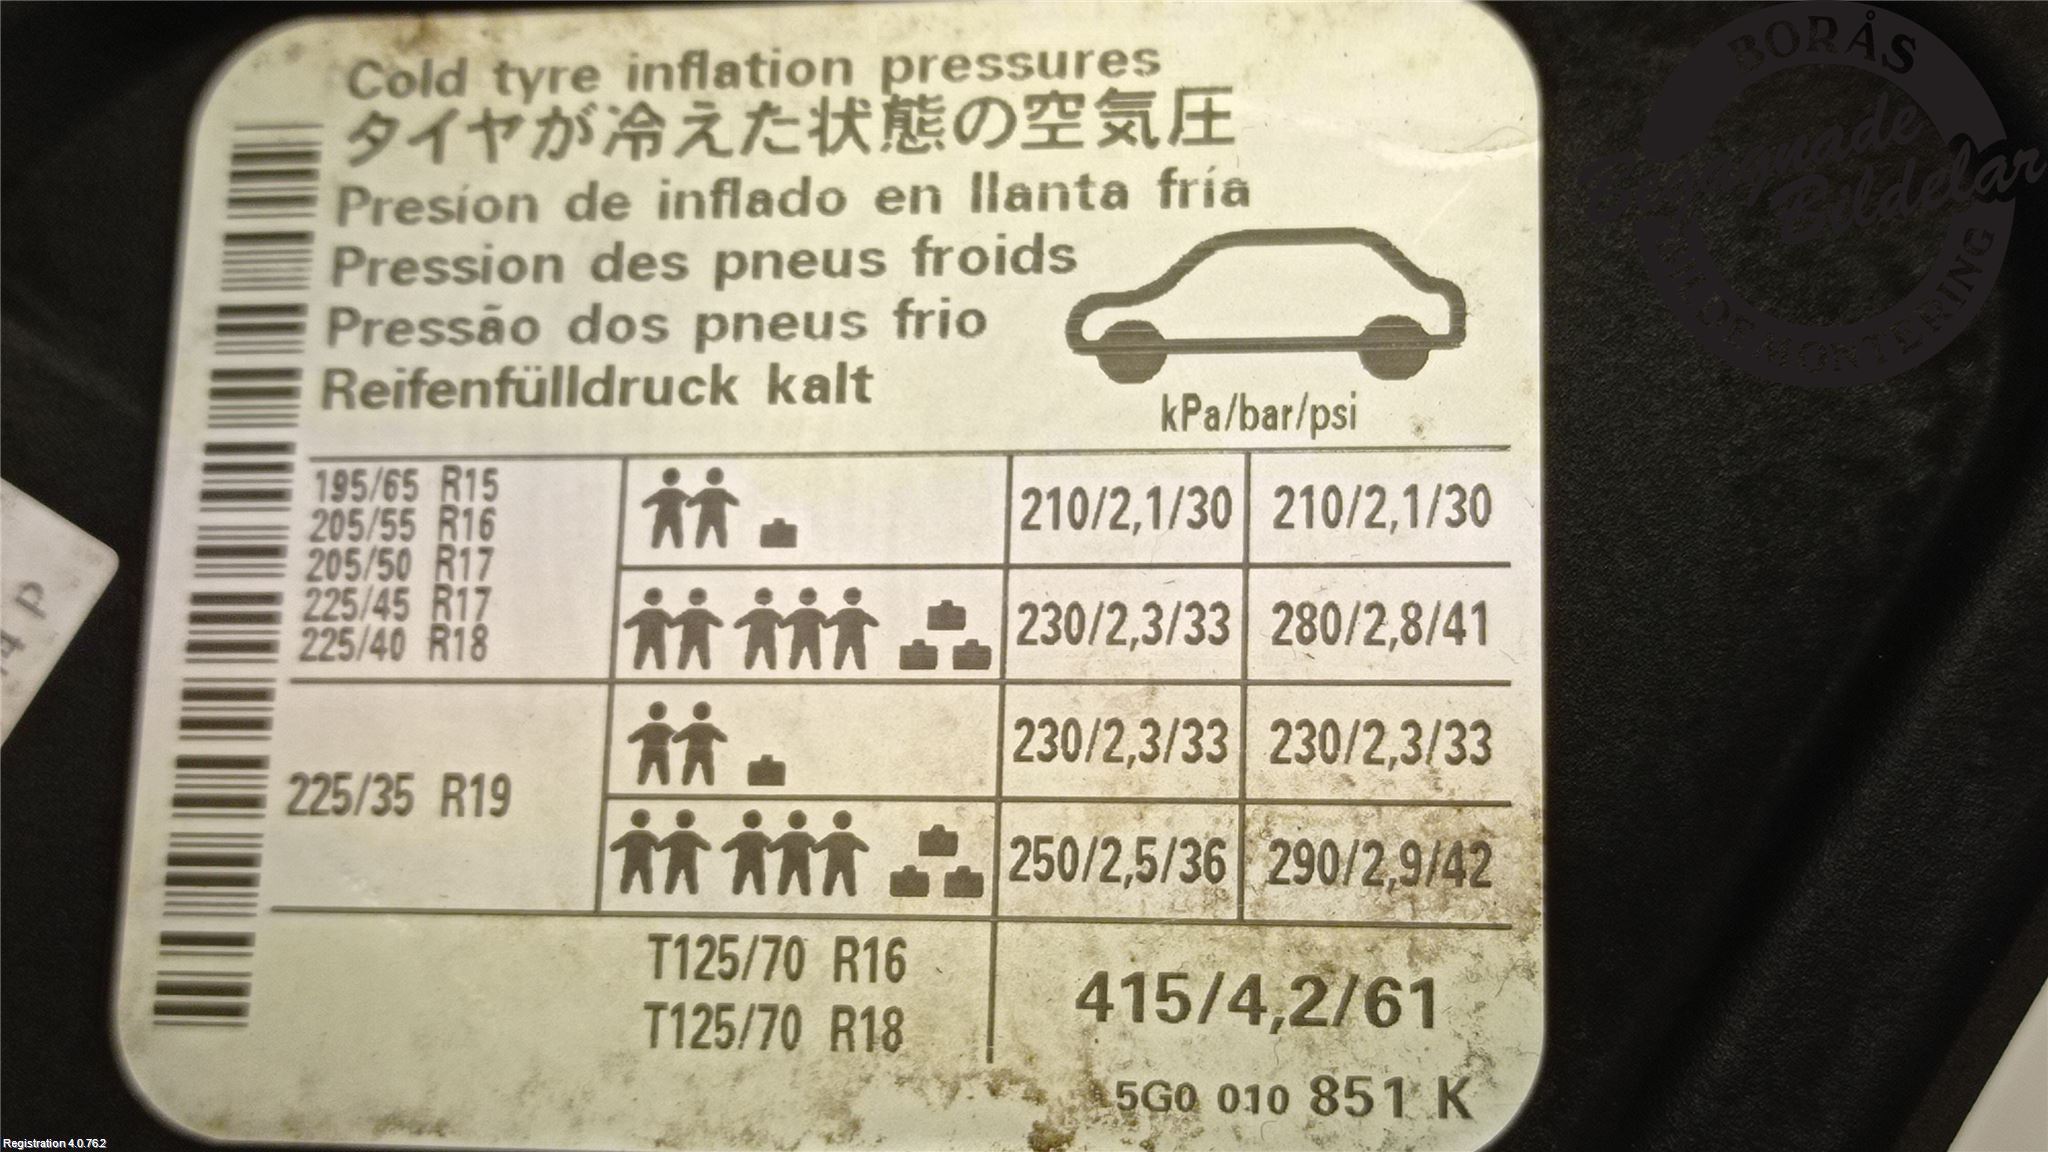 Cold tyre inflation pressures
タイヤが冷えた状態の空気圧
Presíon de inflado en llanta fría
Pression des pneus froids
Pressão dos pneus frio
Reifenfülldruck kalt
kPa/bar/psi
195/65 R15
205/55 R16
205/50 R17
225/45 R17
225/40 R18
210/2,1/30 210/2,1/30
230/2,3/33 280/2,8/41
225/35 R19
230/2,3/33 230/2,3/33
250/2,5/36 290/2,9/42
T125/70 R16
T125/70 R18
415/4,2/61
5G0 010 851 K
BORÅS
Begagnade
Bildelar
BILDEMONTERING
Registration 4.0.76.2